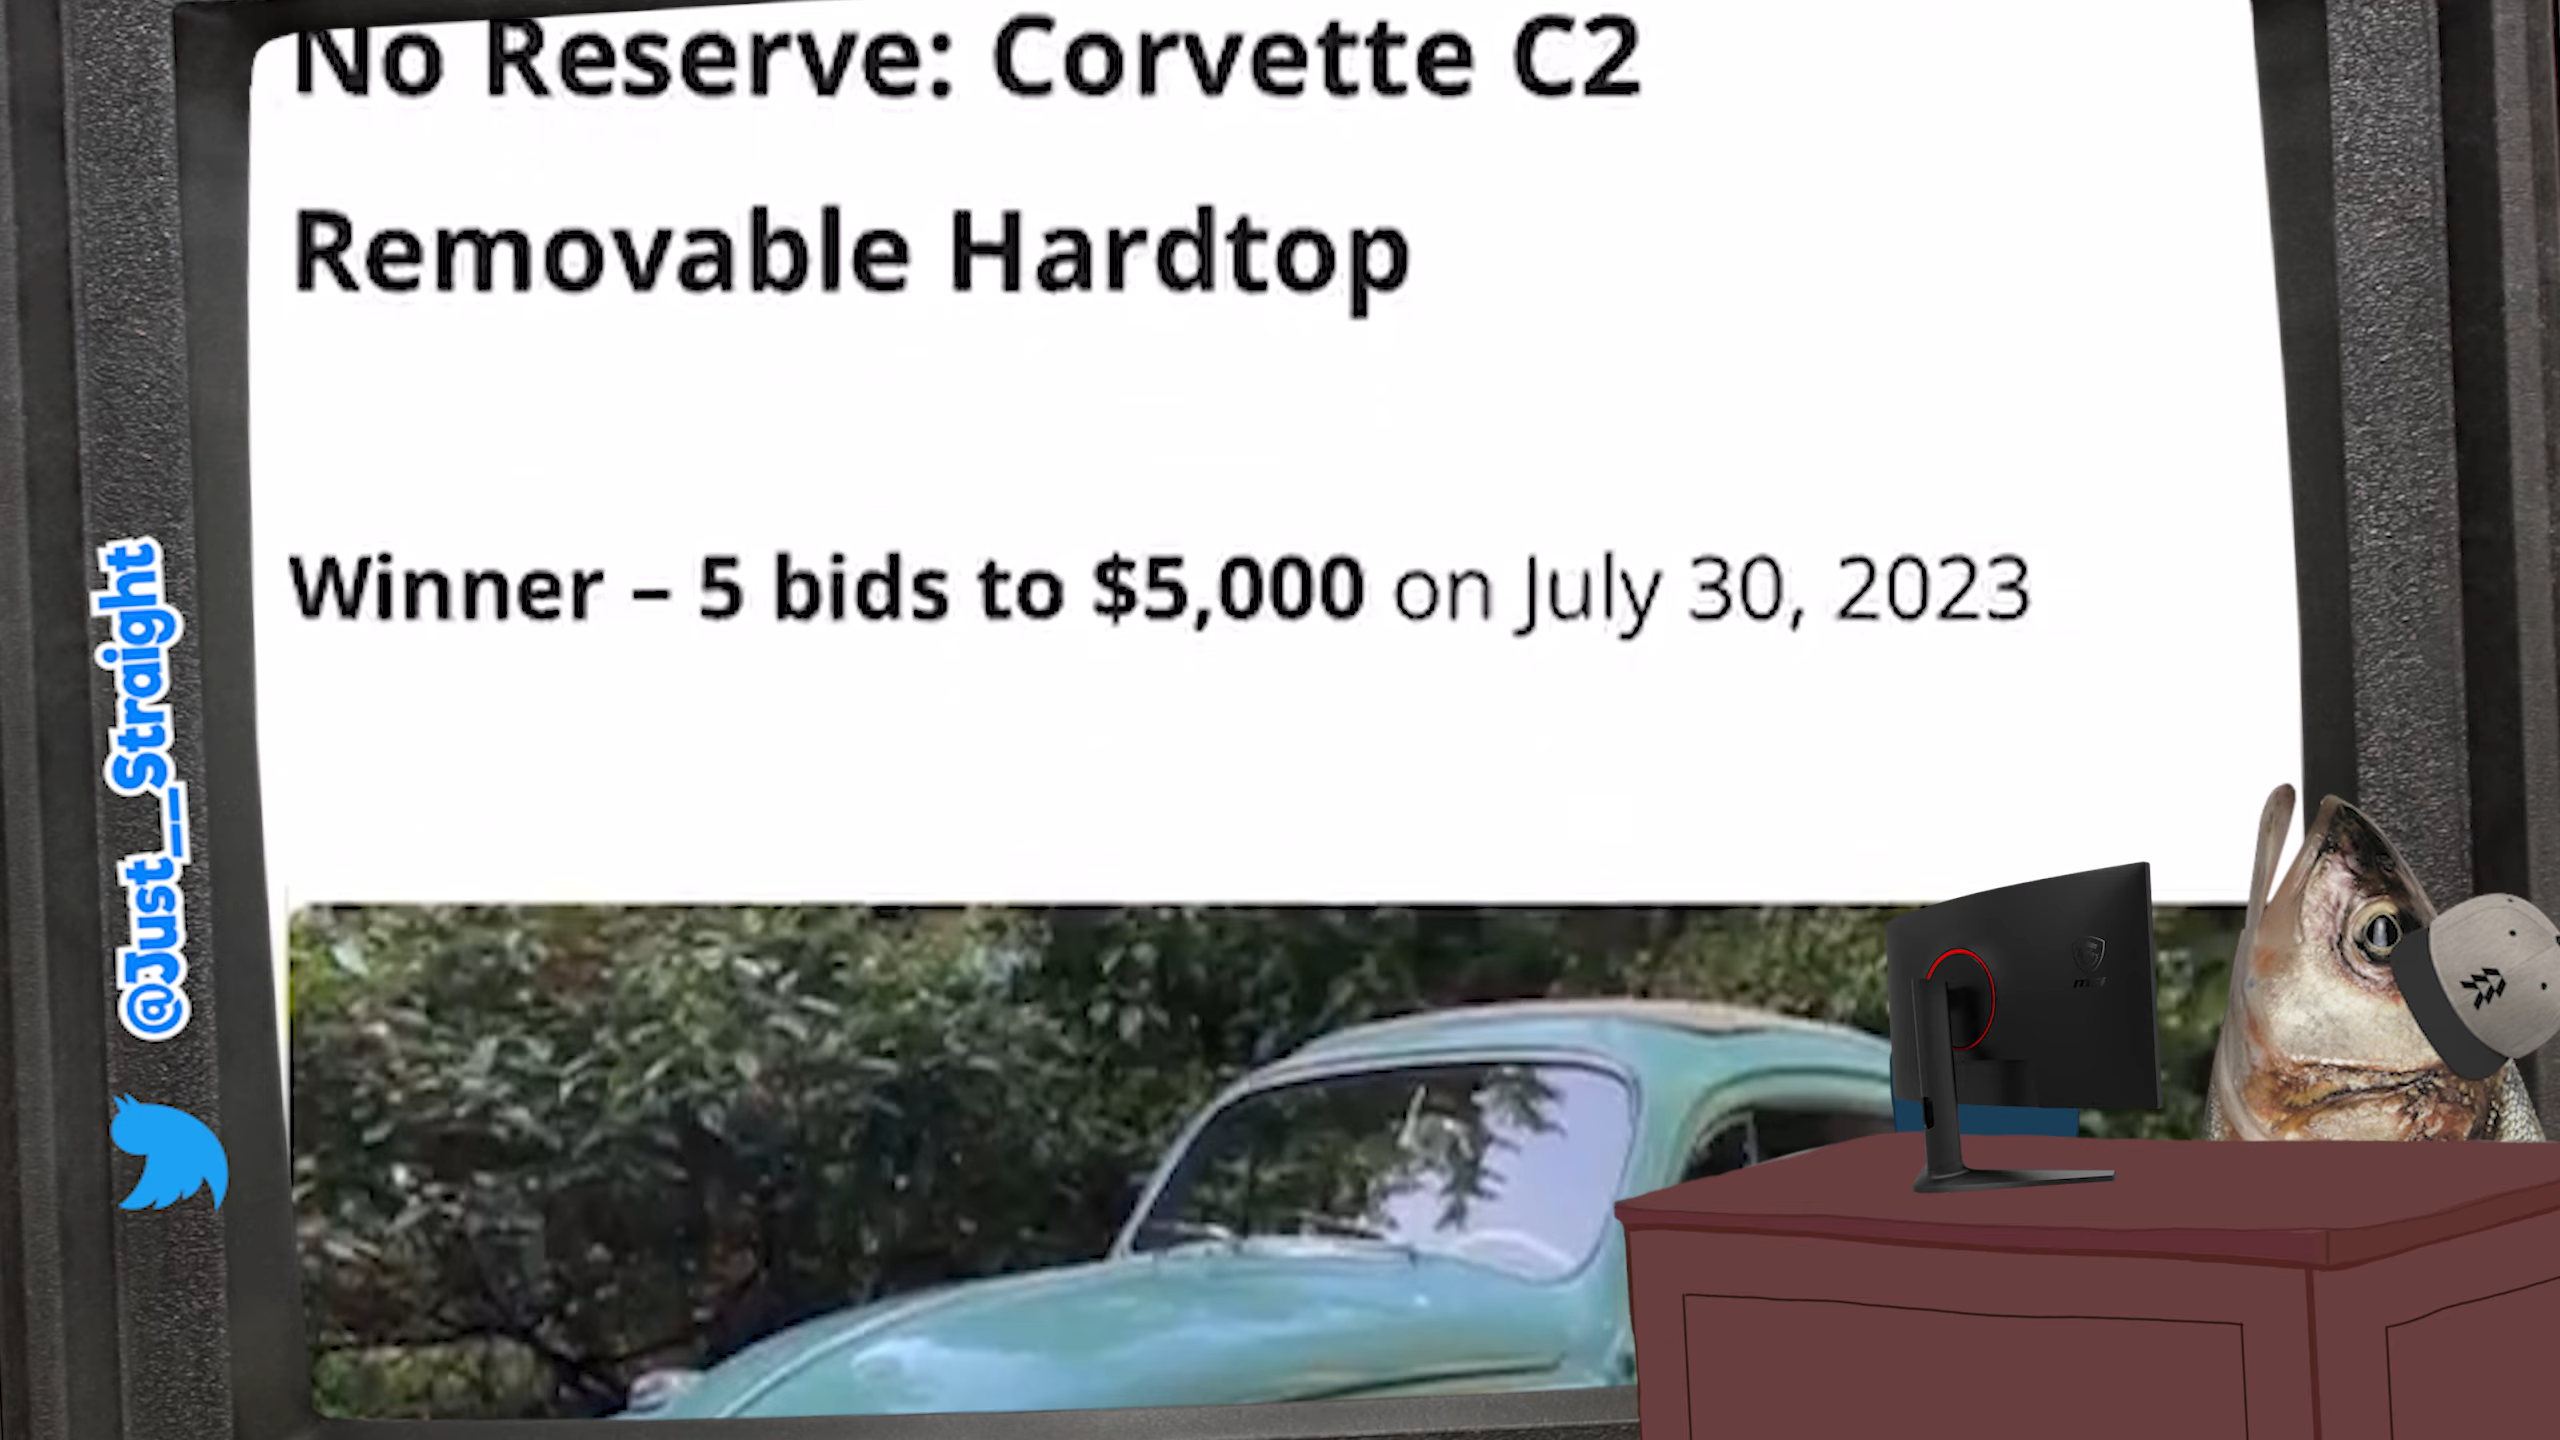 No Reserve: Corvette C2
Removable Hardtop
Winner – 5 bids to $5,000 on July 30, 2023
@Just__Straight